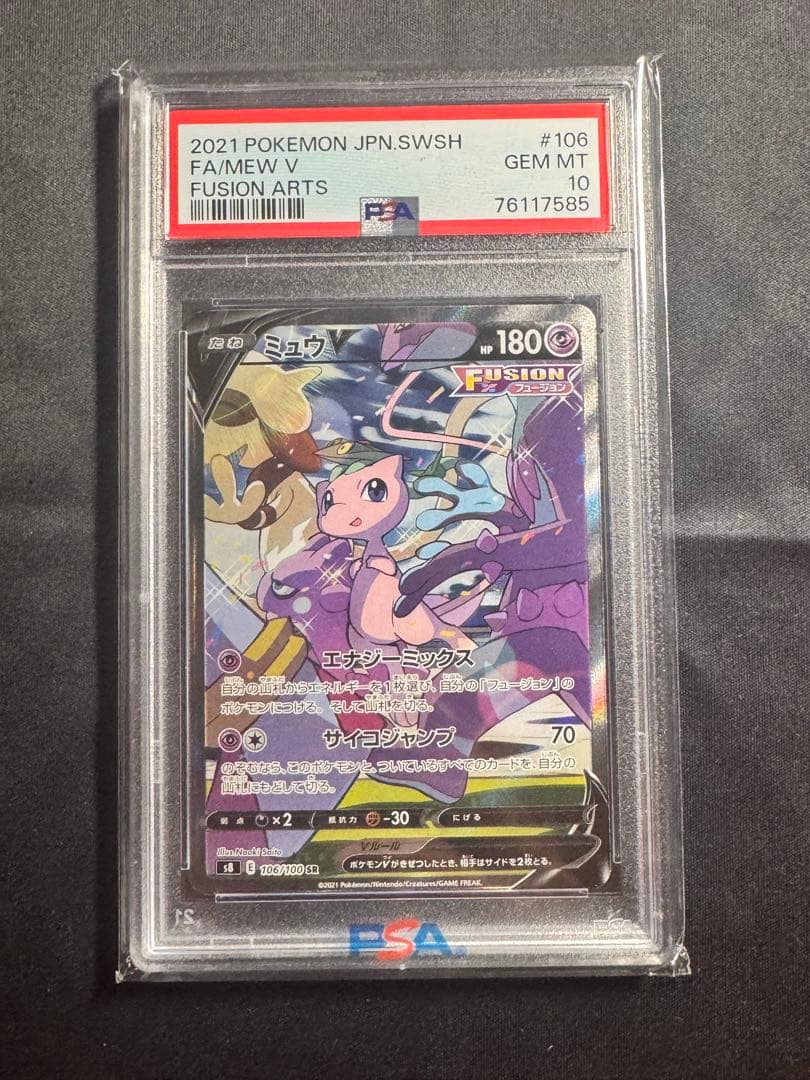 2021 POKEMON JPN.SWSH #106
FA/MEW V GEM MT
FUSION ARTS 10
76117585
PSA
たね ミュウV HP 180
FUSION
フュージョン
エナジーミックス
自分の山札からエネルギーを1枚選び、自分の「フュージョン」の
ポケモンにつける。そして山札を切る。
サイコジャンプ 70
のぞむなら、このポケモンと、ついているすべてのカードを、自分の
山札にもどして切る。
弱点 ×2 抵抗力 -30 にげる
Vルール
ポケモンVがきぜつしたとき、相手はサイドを2枚とる。
Illus. Naoki Saito
s8 E 106/100 SR
©2021 Pokémon/Nintendo/Creatures/GAME FREAK.
PSA